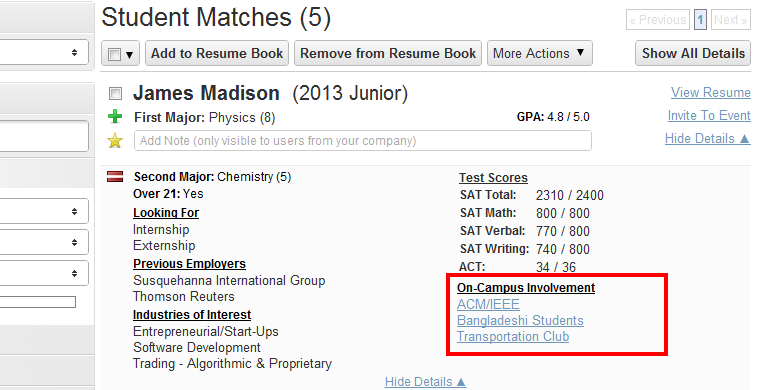 Student Matches (5)
« Previous 1 Next »
Add to Resume Book Remove from Resume Book More Actions ▼ Show All Details
James Madison (2013 Junior) View Resume
First Major: Physics (8) GPA: 4.8 / 5.0 Invite To Event
Add Note (only visible to users from your company) Hide Details ▲
Second Major: Chemistry (5)
Over 21: Yes
Looking For
Internship
Externship
Previous Employers
Susquehanna International Group
Thomson Reuters
Industries of Interest
Entrepreneurial/Start-Ups
Software Development
Trading - Algorithmic & Proprietary
Test Scores
SAT Total: 2310 / 2400
SAT Math: 800 / 800
SAT Verbal: 770 / 800
SAT Writing: 740 / 800
ACT: 34 / 36
On-Campus Involvement
ACM/IEEE
Bangladeshi Students
Transportation Club
Hide Details ▲